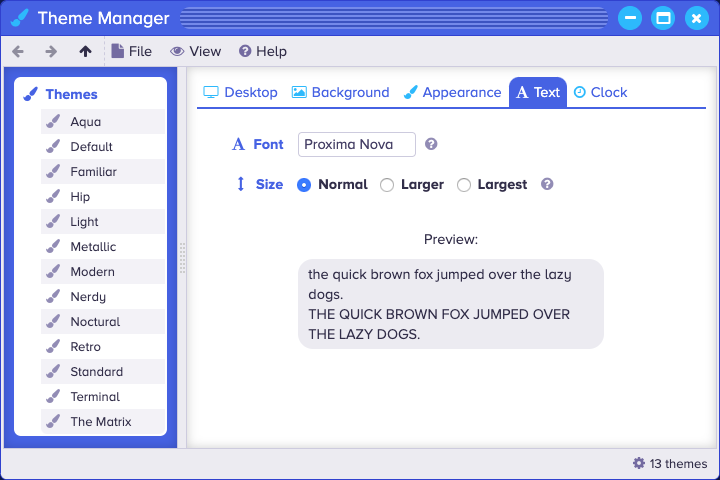 Theme Manager
File View Help
Themes
Aqua
Default
Familiar
Hip
Light
Metallic
Modern
Nerdy
Noctural
Retro
Standard
Terminal
The Matrix
Desktop Background Appearance Text Clock
Font Proxima Nova
Size Normal Larger Largest
Preview:
the quick brown fox jumped over the lazy
dogs.
THE QUICK BROWN FOX JUMPED OVER
THE LAZY DOGS.
13 themes